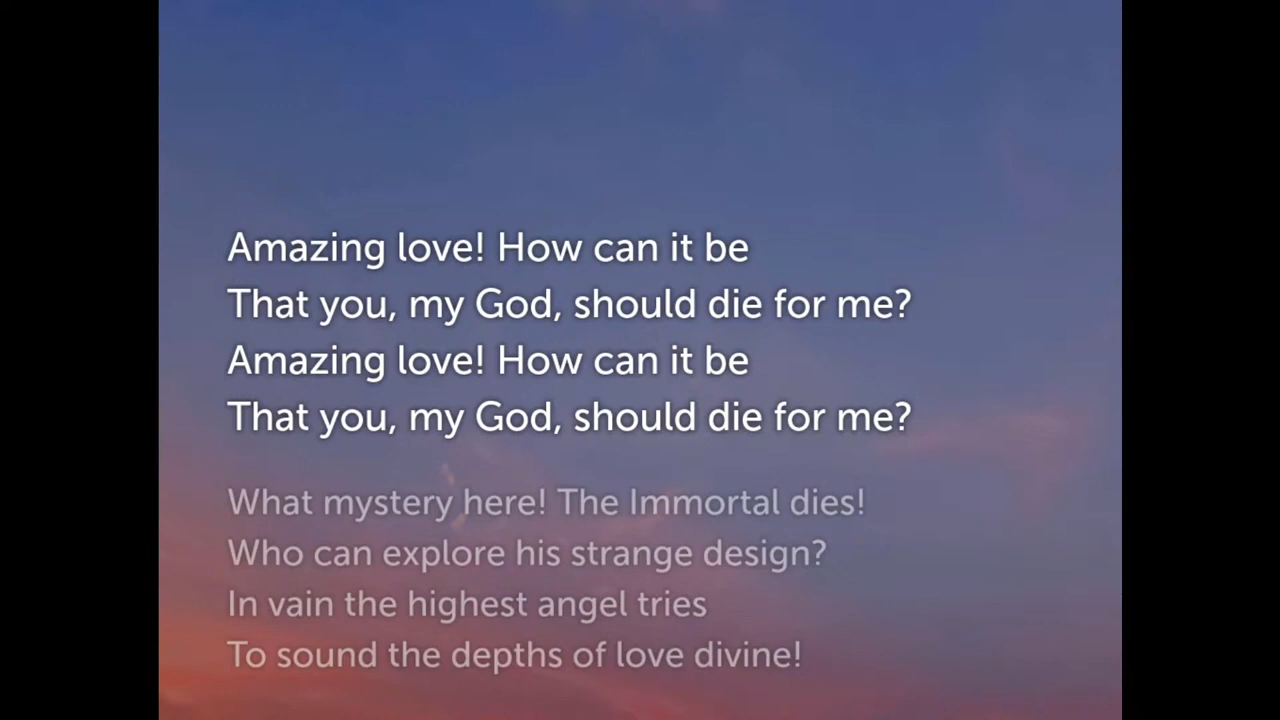 Amazing love! How can it be
That you, my God, should die for me?
Amazing love! How can it be
That you, my God, should die for me?
What mystery here! The Immortal dies!
Who can explore his strange design?
In vain the highest angel tries
To sound the depths of love divine!